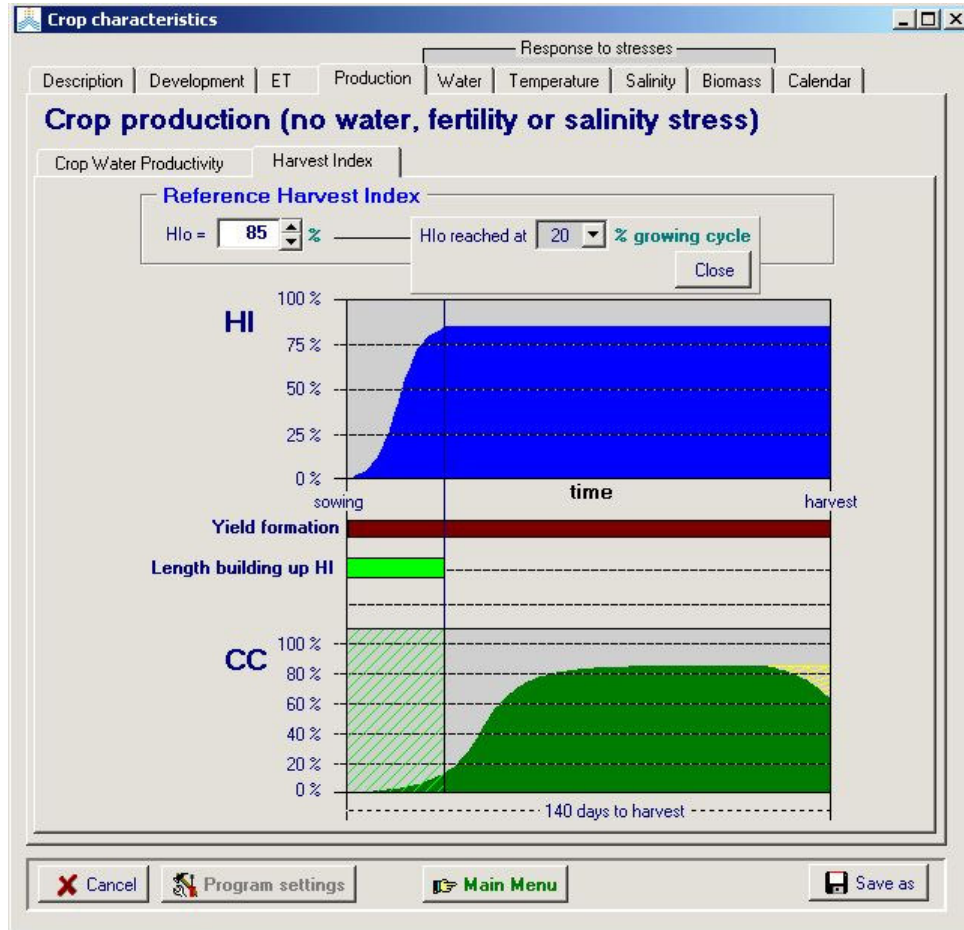 Crop characteristics
Response to stresses
Description Development ET Production Water Temperature Salinity Biomass Calendar
Crop production (no water, fertility or salinity stress)
Crop Water Productivity Harvest Index
Reference Harvest Index
HIo = 85 % HIo reached at 20 % growing cycle
Close
HI
100 %
75 %
50 %
25 %
0 %
sowing time harvest
Yield formation
Length building up HI
CC
100 %
80 %
60 %
40 %
20 %
0 %
140 days to harvest
Cancel Program settings Main Menu Save as